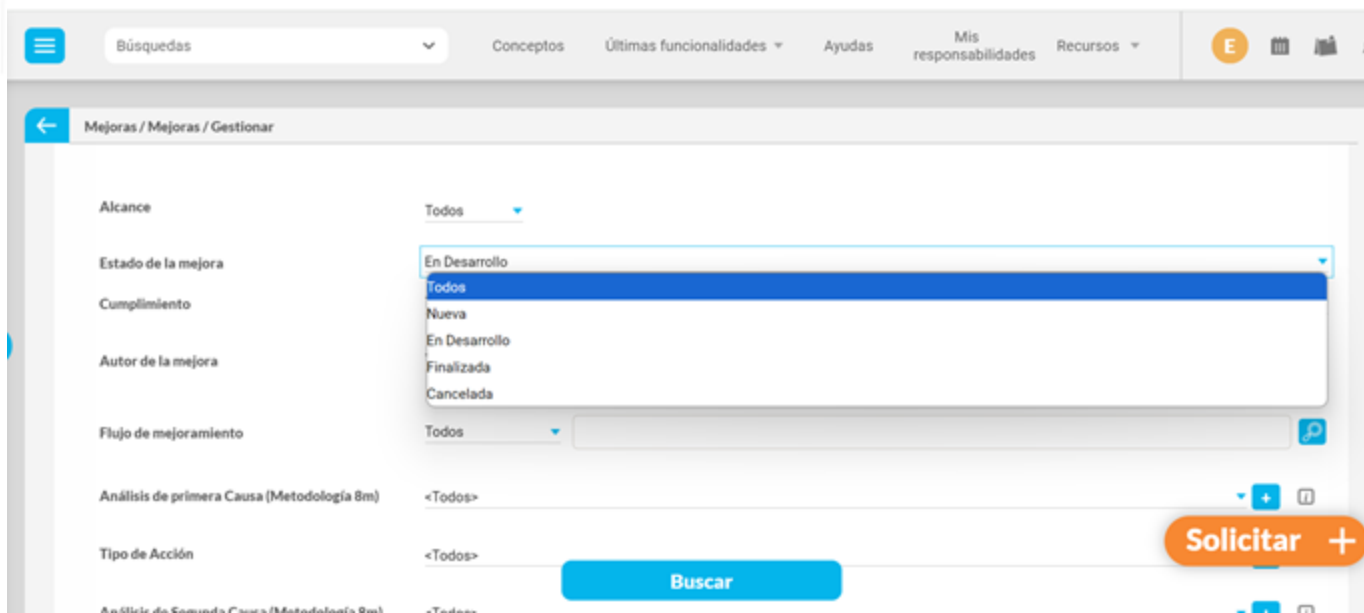 Búsquedas
Conceptos
Últimas funcionalidades
Ayudas
Mis
responsabilidades
Recursos
E
Mejoras / Mejoras / Gestionar
Alcance
Todos
Estado de la mejora
En Desarrollo
Todos
Nueva
En Desarrollo
Finalizada
Cancelada
Cumplimiento
Autor de la mejora
Flujo de mejoramiento
Todos
Análisis de primera Causa (Metodología 8m)
<Todos>
+
i
Solicitar +
Tipo de Acción
<Todos>
Buscar
Análisis de Segunda Causa (Metodología 8m)
<Todos>